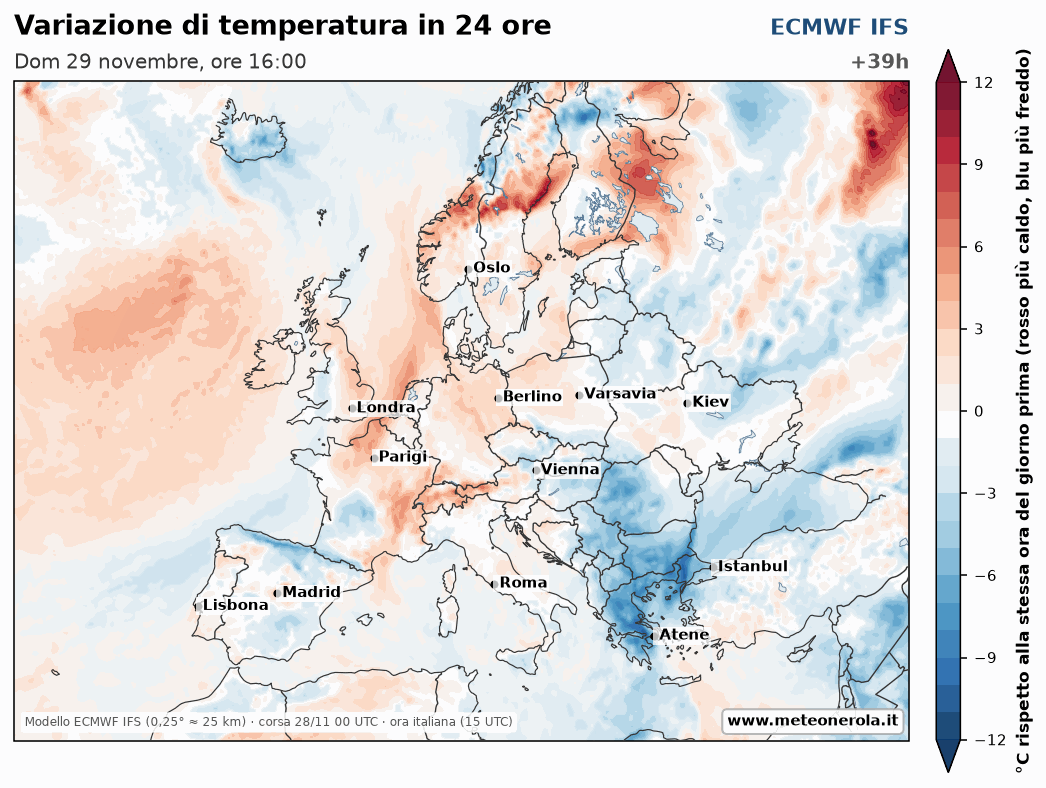 Variazione di temperatura in 24 ore
ECMWF IFS
Dom 29 novembre, ore 16:00
+39h
Oslo
Londra
Berlino
Varsavia
Kiev
Parigi
Vienna
Istanbul
Roma
Madrid
Lisbona
Atene
Modello ECMWF IFS (0,25° ≈ 25 km) · corsa 28/11 00 UTC · ora italiana (15 UTC)
www.meteonerola.it
12
9
6
3
0
−3
−6
−9
−12
°C rispetto alla stessa ora del giorno prima (rosso più caldo, blu più freddo)